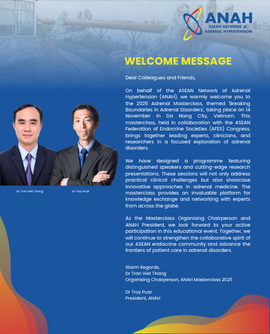 ANAH
ASEAN NETWORK of
ADRENAL HYPERTENSION
WELCOME MESSAGE
Dear Colleagues and Friends,
On behalf of the ASEAN Network of Adrenal
Hypertension (ANAH), we warmly welcome you to
the 2025 Adrenal Masterclass, themed 'Breaking
Boundaries in Adrenal Disorders', taking place on 14
November in Da Nang City, Vietnam. This
masterclass, held in collaboration with the ASEAN
Federation of Endocrine Societies (AFES) Congress,
brings together leading experts, clinicians, and
researchers in a focused exploration of adrenal
disorders.
We have designed a programme featuring
distinguished speakers and cutting-edge research
presentations. These sessions will not only address
practical clinical challenges but also showcase
innovative approaches in adrenal medicine. The
masterclass provides an invaluable platform for
knowledge exchange and networking with experts
from across the globe.
As the Masterclass Organising Chairperson and
ANAH President, we look forward to your active
participation in this educational event. Together, we
will continue to strengthen the collaborative spirit of
our ASEAN endocrine community and advance the
frontiers of patient care in adrenal disorders.
Warm Regards,
Dr Tran Viet Thang
Organising Chairperson, ANAH Masterclass 2025
Dr Troy Puar
President, ANAH
Dr Tran Viet Thang
Dr Troy Puar